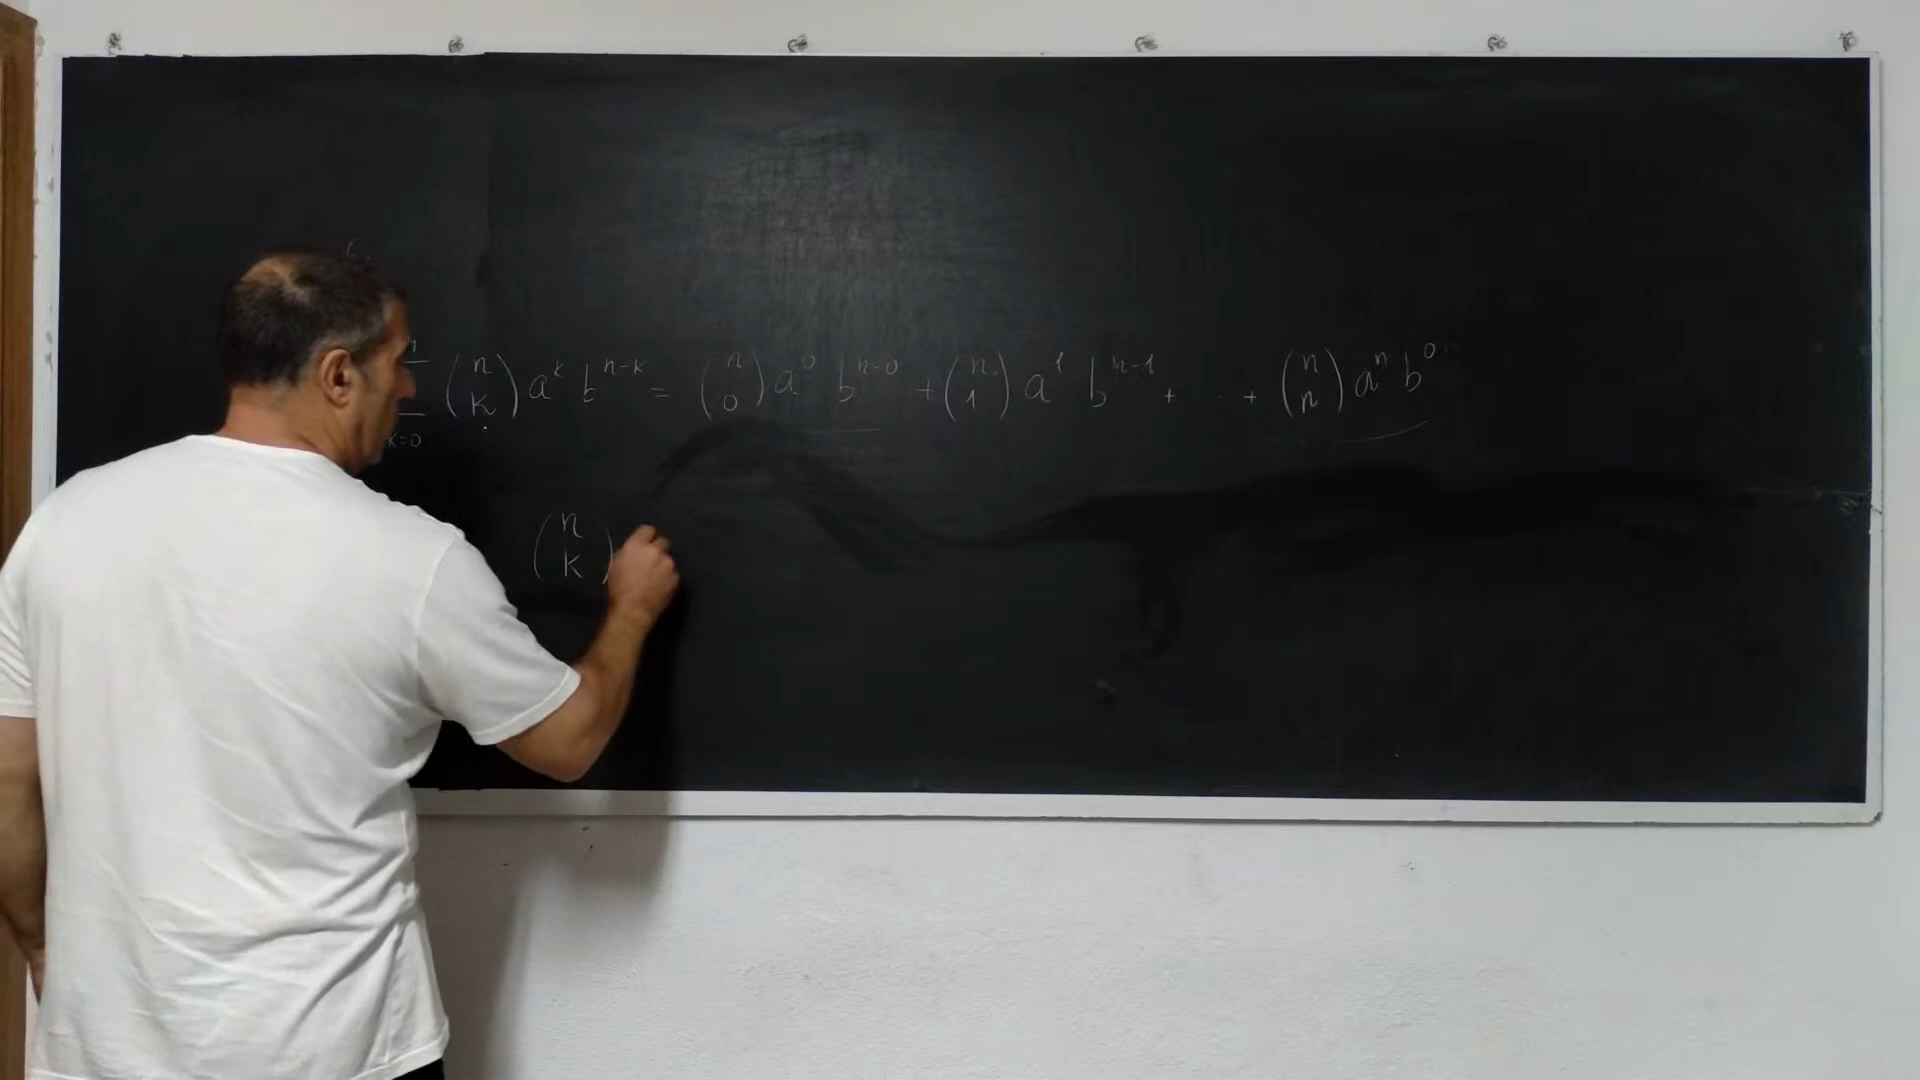 n
∑ (n k) a^k b^{n-k} = (n 0) a^0 b^{n-0} + (n 1) a^1 b^{n-1} + ... + (n n) a^n b^0
k=0
(n k)